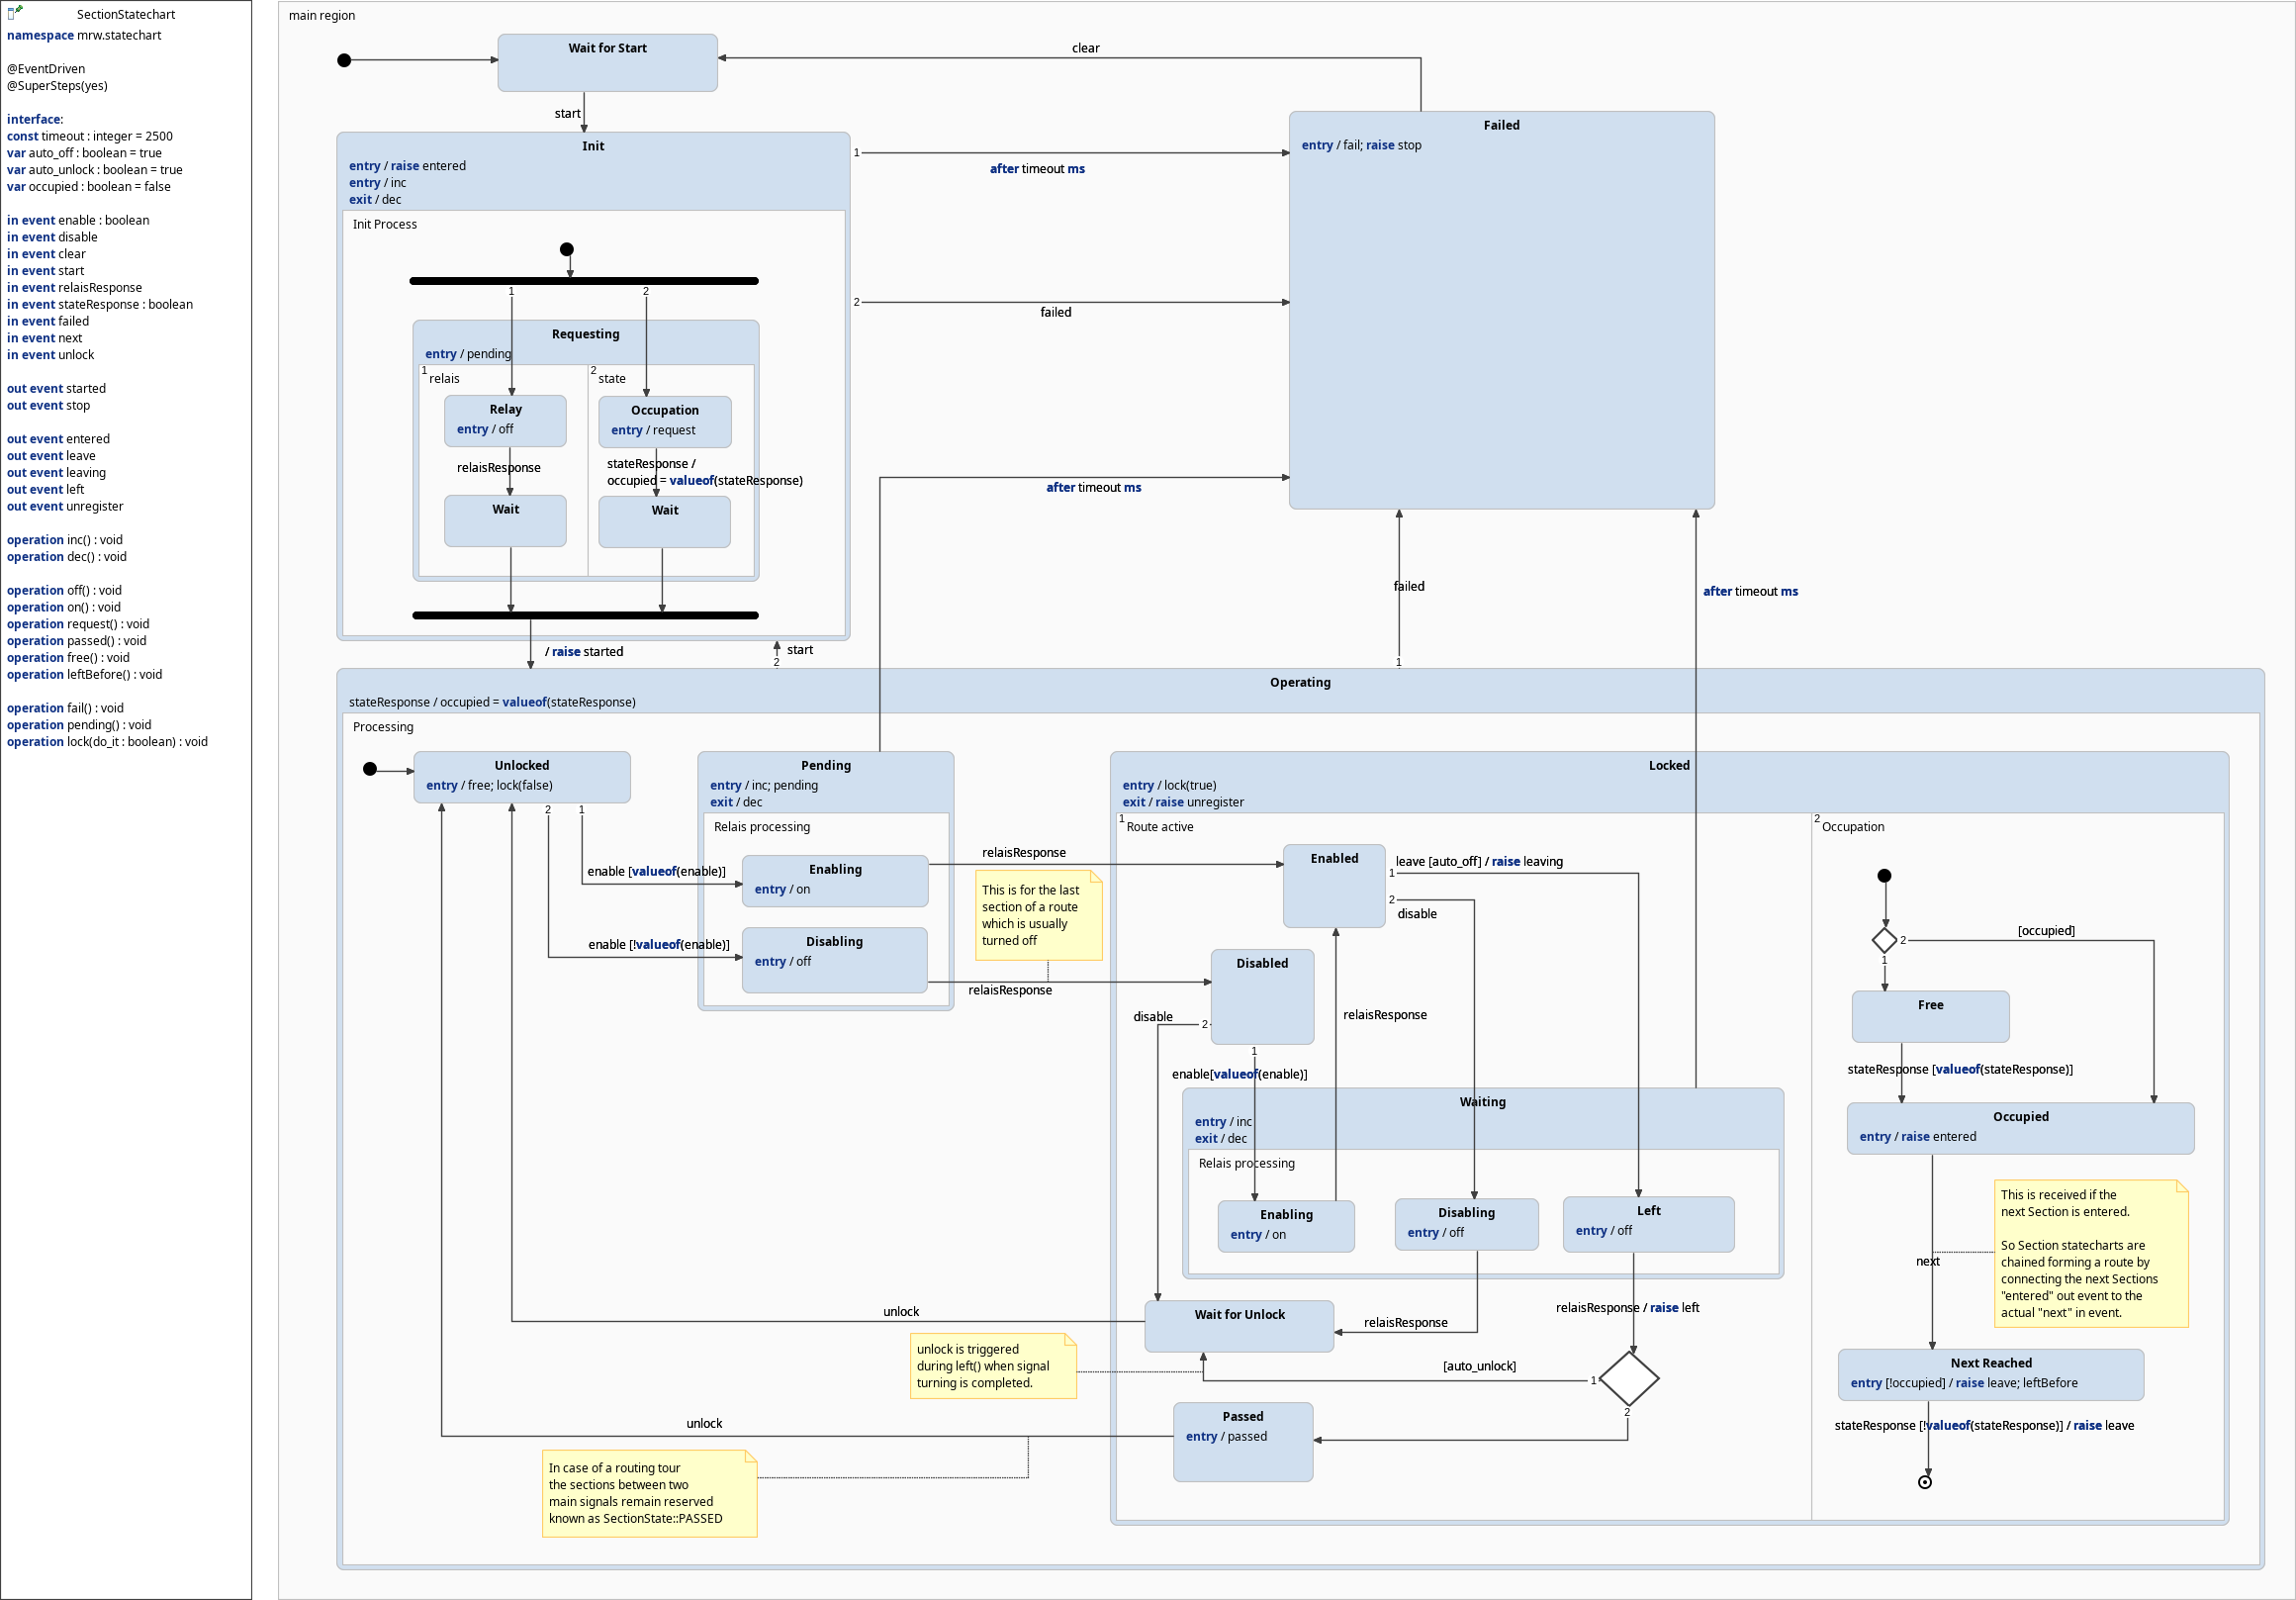 SectionStatechart
namespace mrw.statechart
@EventDriven
@SuperSteps(yes)
interface:
const timeout : integer = 2500
var auto_off : boolean = true
var auto_unlock : boolean = true
var occupied : boolean = false
in event enable : boolean
in event disable
in event clear
in event start
in event relaisResponse
in event stateResponse : boolean
in event failed
in event next
in event unlock
out event started
out event stop
out event entered
out event leave
out event leaving
out event left
out event unregister
operation inc() : void
operation dec() : void
operation off() : void
operation on() : void
operation request() : void
operation passed() : void
operation free() : void
operation leftBefore() : void
operation fail() : void
operation pending() : void
operation lock(do_it : boolean) : void
main region
Wait for Start
clear
start
Init
entry / raise entered
entry / inc
exit / dec
Init Process
1
2
Requesting
entry / pending
1
relais
2
state
Relay
entry / off
Occupation
entry / request
relaisResponse
stateResponse /
occupied = valueof(stateResponse)
Wait
Wait
1
after timeout ms
2
failed
Failed
entry / fail; raise stop
after timeout ms
failed
1
after timeout ms
/ raise started
start
2
Operating
stateResponse / occupied = valueof(stateResponse)
Processing
Unlocked
entry / free; lock(false)
2
1
enable [valueof(enable)]
enable [!valueof(enable)]
Pending
entry / inc; pending
exit / dec
Relais processing
Enabling
entry / on
Disabling
entry / off
relaisResponse
This is for the last
section of a route
which is usually
turned off
relaisResponse
Locked
entry / lock(true)
exit / raise unregister
1
Route active
Enabled
1
leave [auto_off] / raise leaving
2
disable
Disabled
disable
2
1
enable[valueof(enable)]
relaisResponse
Waiting
entry / inc
exit / dec
Relais processing
Enabling
entry / on
Disabling
entry / off
Left
entry / off
Wait for Unlock
relaisResponse
relaisResponse / raise left
unlock
unlock is triggered
during left() when signal
turning is completed.
[auto_unlock]
1
2
Passed
entry / passed
unlock
In case of a routing tour
the sections between two
main signals remain reserved
known as SectionState::PASSED
2
Occupation
2
[occupied]
1
Free
stateResponse [valueof(stateResponse)]
Occupied
entry / raise entered
This is received if the
next Section is entered.
So Section statecharts are
chained forming a route by
connecting the next Sections
"entered" out event to the
actual "next" in event.
next
Next Reached
entry [!occupied] / raise leave; leftBefore
stateResponse [!valueof(stateResponse)] / raise leave